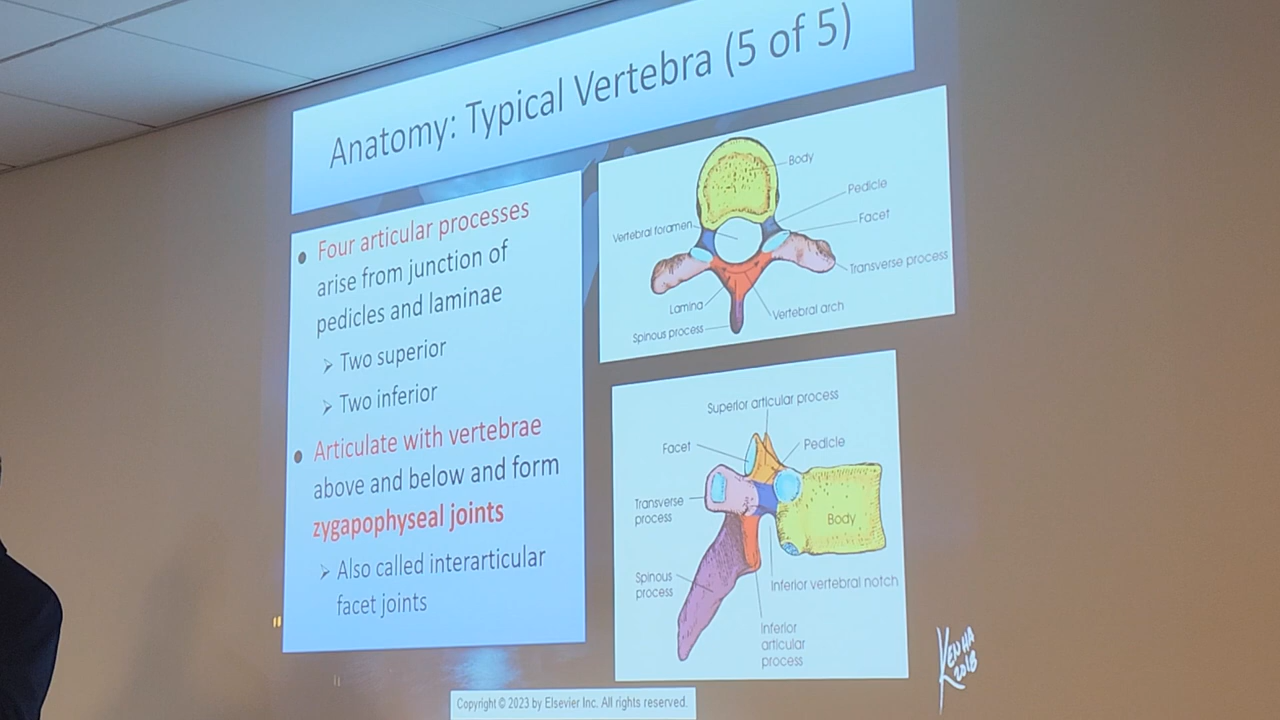 Anatomy: Typical Vertebra (5 of 5)
• Four articular processes
arise from junction of
pedicles and laminae
➢ Two superior
➢ Two inferior
• Articulate with vertebrae
above and below and form
zygapophyseal joints
➢ Also called interarticular
facet joints
Body
Pedicle
Facet
Vertebral foramen
Transverse process
Lamina
Vertebral arch
Spinous process
Superior articular process
Facet
Pedicle
Transverse
process
Body
Spinous
process
Inferior vertebral notch
Inferior
articular
process
KENHA
2018
Copyright © 2023 by Elsevier Inc. All rights reserved.